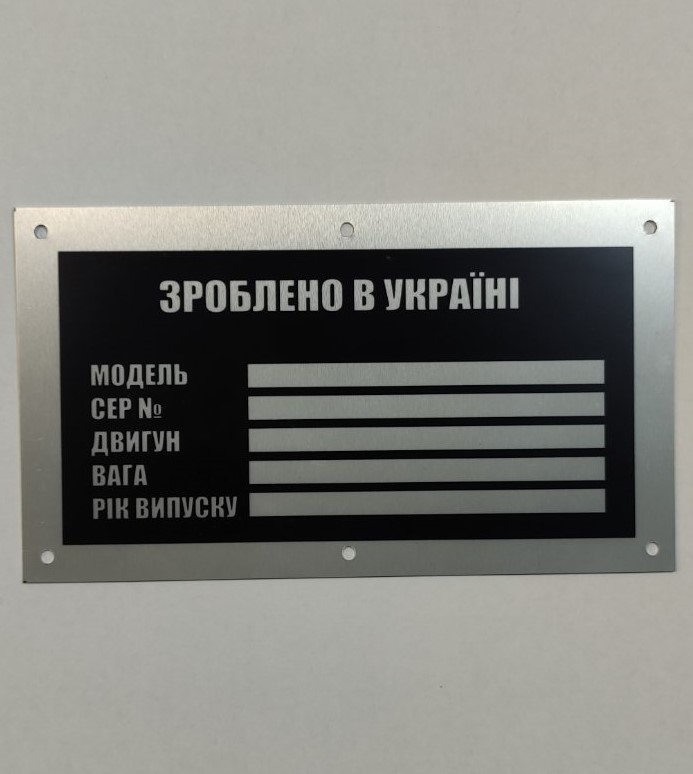 ЗРОБЛЕНО В УКРАЇНІ
МОДЕЛЬ
СЕР №
ДВИГУН
ВАГА
РІК ВИПУСКУ